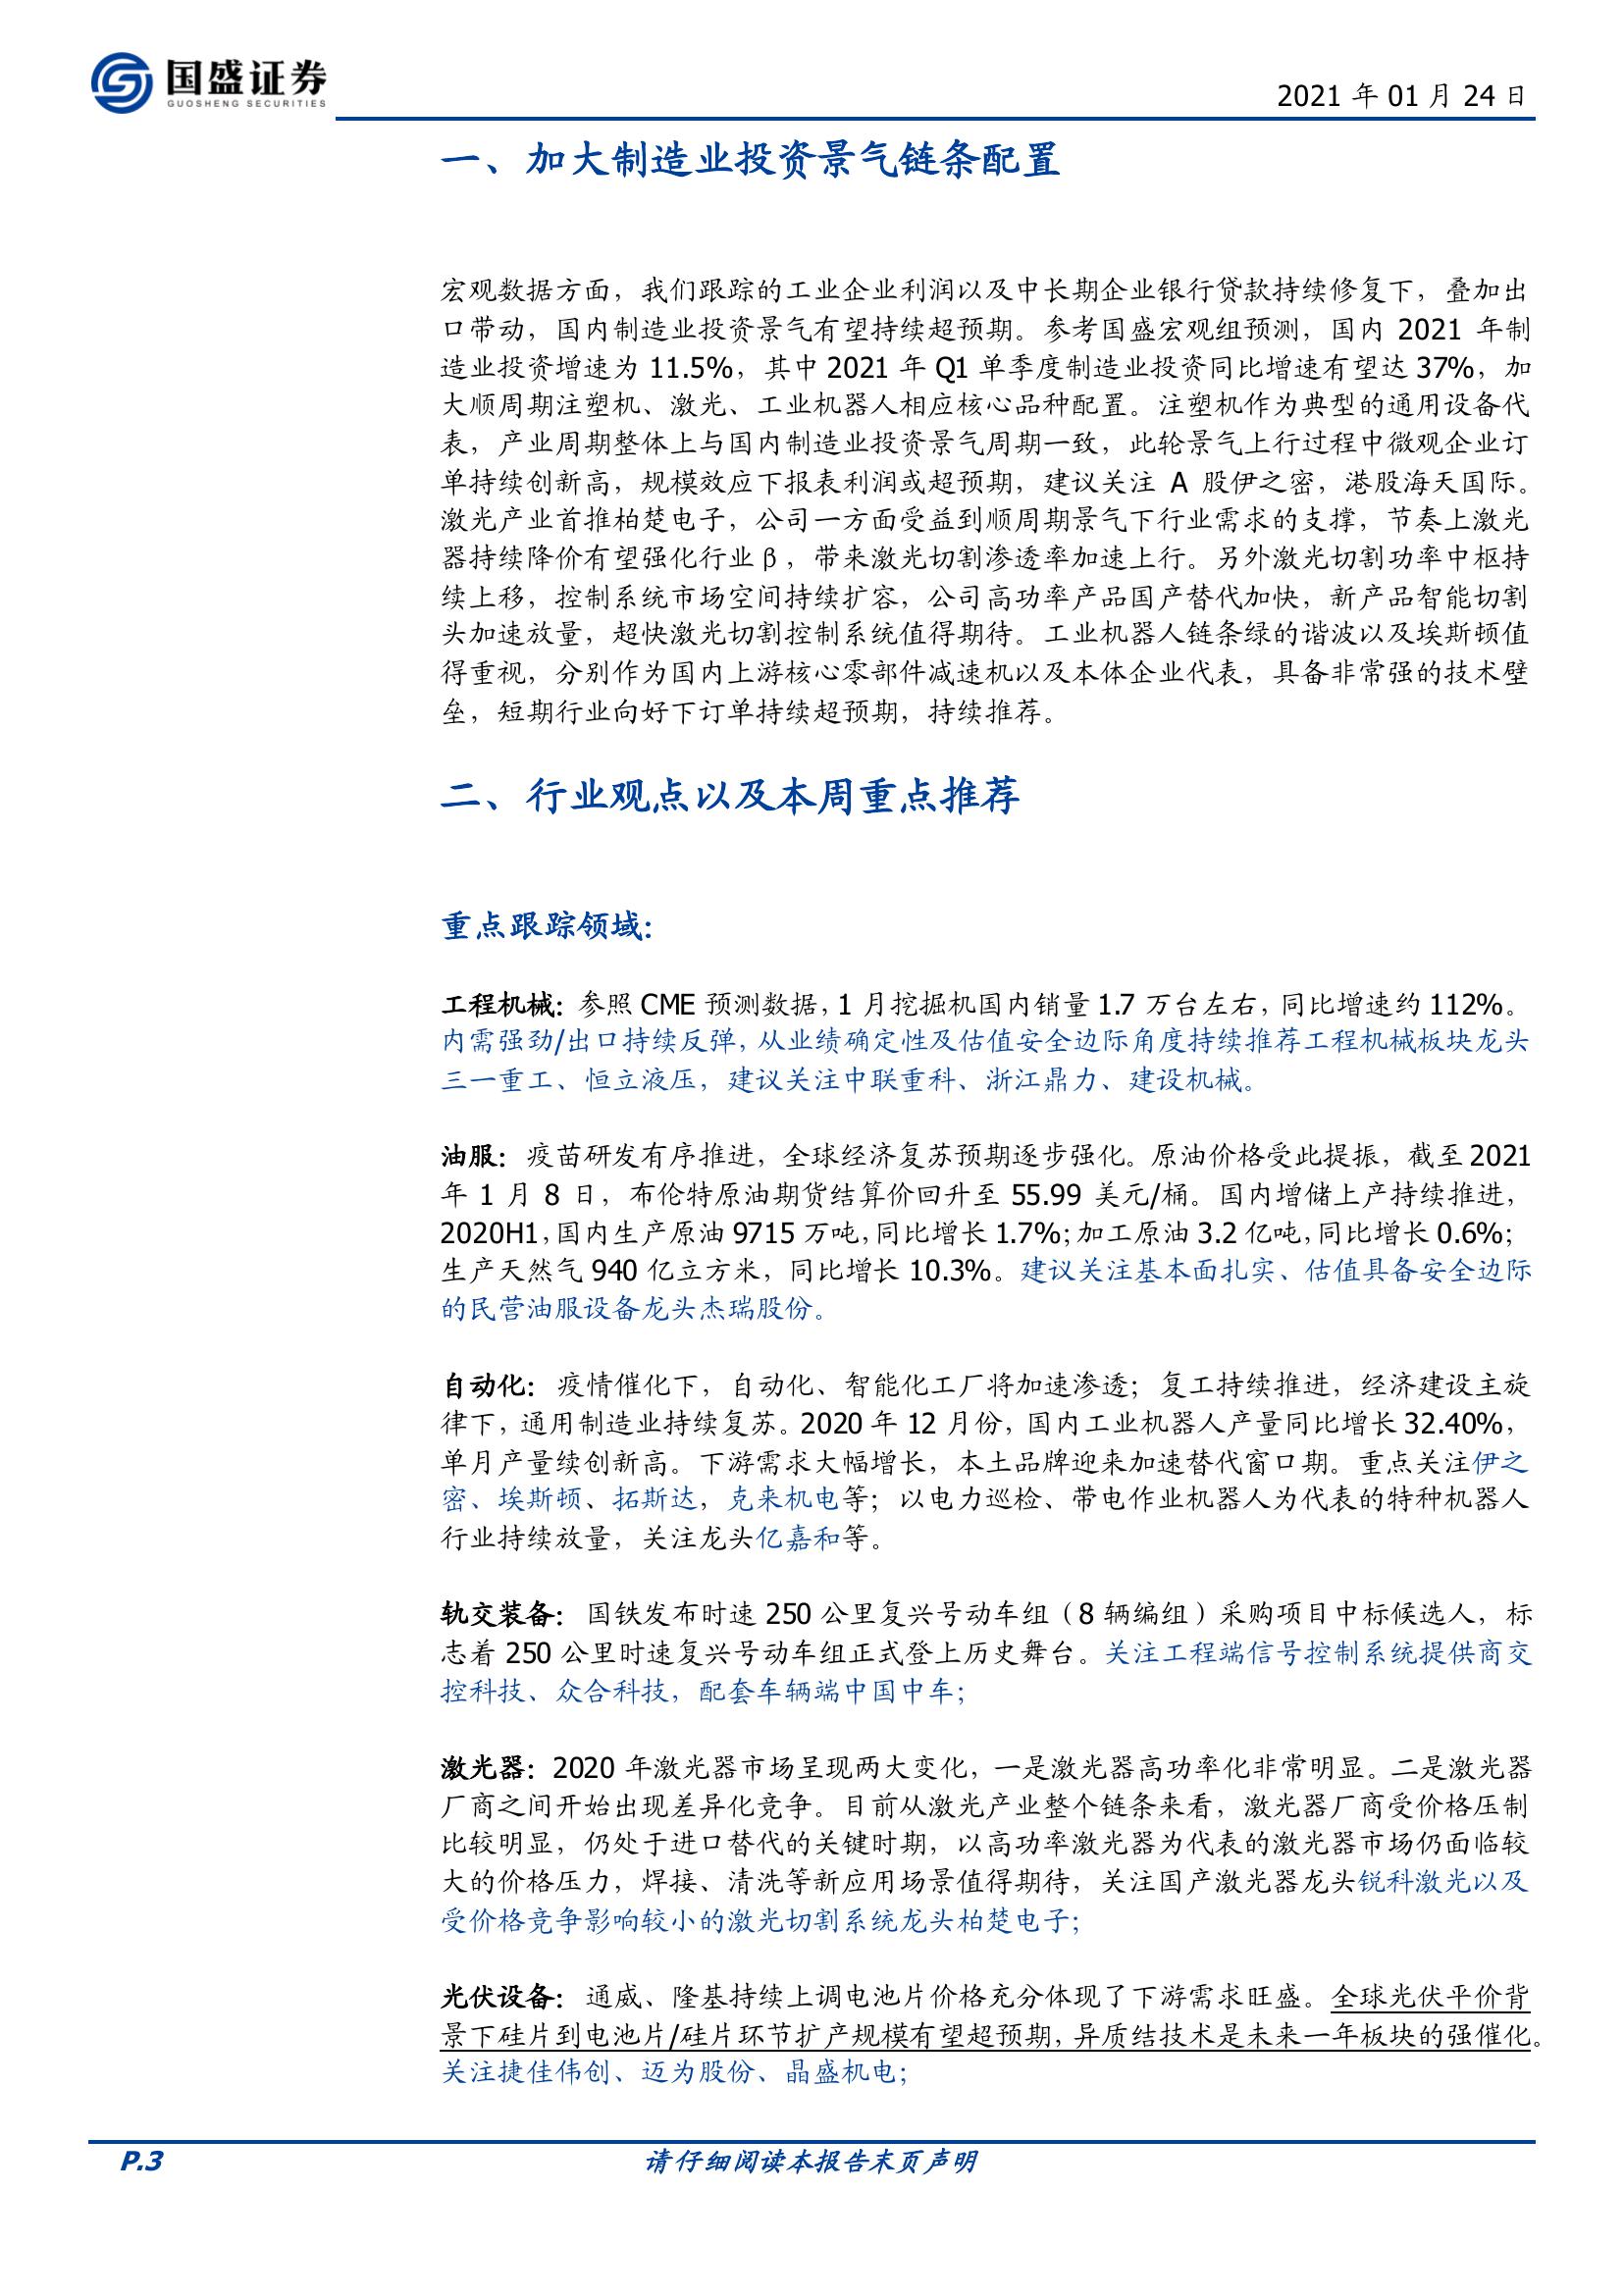 国盛证券
GUOSHENG SECURITIES
2021 年 01 月 24 日
一、加大制造业投资景气链条配置
宏观数据方面，我们跟踪的工业企业利润以及中长期企业银行贷款持续修复下，叠加出
口带动，国内制造业投资景气有望持续超预期。参考国盛宏观组预测，国内 2021 年制
造业投资增速为 11.5%，其中 2021 年 Q1 单季度制造业投资同比增速有望达 37%，加
大顺周期注塑机、激光、工业机器人相应核心品种配置。注塑机作为典型的通用设备代
表，产业周期整体上与国内制造业投资景气周期一致，此轮景气上行过程中微观企业订
单持续创新高，规模效应下报表利润或超预期，建议关注 A 股伊之密，港股海天国际。
激光产业首推柏楚电子，公司一方面受益到顺周期景气下行业需求的支撑，节奏上激光
器持续降价有望强化行业β，带来激光切割渗透率加速上行。另外激光切割功率中枢持
续上移，控制系统市场空间持续扩容，公司高功率产品国产替代加快，新产品智能切割
头加速放量，超快激光切割控制系统值得期待。工业机器人链条绿的谐波以及埃斯顿值
得重视，分别作为国内上游核心零部件减速机以及本体企业代表，具备非常强的技术壁
垒，短期行业向好下订单持续超预期，持续推荐。
二、行业观点以及本周重点推荐
重点跟踪领域：
工程机械：参照 CME 预测数据，1 月挖掘机国内销量 1.7 万台左右，同比增速约 112%。
内需强劲/出口持续反弹，从业绩确定性及估值安全边际角度持续推荐工程机械板块龙头
三一重工、恒立液压，建议关注中联重科、浙江鼎力、建设机械。
油服：疫苗研发有序推进，全球经济复苏预期逐步强化。原油价格受此提振，截至 2021
年 1 月 8 日，布伦特原油期货结算价回升至 55.99 美元/桶。国内增储上产持续推进，
2020H1，国内生产原油 9715 万吨，同比增长 1.7%；加工原油 3.2 亿吨，同比增长 0.6%；
生产天然气 940 亿立方米，同比增长 10.3%。建议关注基本面扎实、估值具备安全边际
的民营油服设备龙头杰瑞股份。
自动化：疫情催化下，自动化、智能化工厂将加速渗透；复工持续推进，经济建设主旋
律下，通用制造业持续复苏。2020 年 12 月份，国内工业机器人产量同比增长 32.40%，
单月产量续创新高。下游需求大幅增长，本土品牌迎来加速替代窗口期。重点关注伊之
密、埃斯顿、拓斯达，克来机电等；以电力巡检、带电作业机器人为代表的特种机器人
行业持续放量，关注龙头亿嘉和等。
轨交装备：国铁发布时速 250 公里复兴号动车组（8 辆编组）采购项目中标候选人，标
志着 250 公里时速复兴号动车组正式登上历史舞台。关注工程端信号控制系统提供商交
控科技、众合科技，配套车辆端中国中车；
激光器：2020 年激光器市场呈现两大变化，一是激光器高功率化非常明显。二是激光器
厂商之间开始出现差异化竞争。目前从激光产业整个链条来看，激光器厂商受价格压制
比较明显，仍处于进口替代的关键时期，以高功率激光器为代表的激光器市场仍面临较
大的价格压力，焊接、清洗等新应用场景值得期待，关注国产激光器龙头锐科激光以及
受价格竞争影响较小的激光切割系统龙头柏楚电子；
光伏设备：通威、隆基持续上调电池片价格充分体现了下游需求旺盛。全球光伏平价背
景下硅片到电池片/硅片环节扩产规模有望超预期，异质结技术是未来一年板块的强催化。
关注捷佳伟创、迈为股份、晶盛机电；
P.3
请仔细阅读本报告末页声明